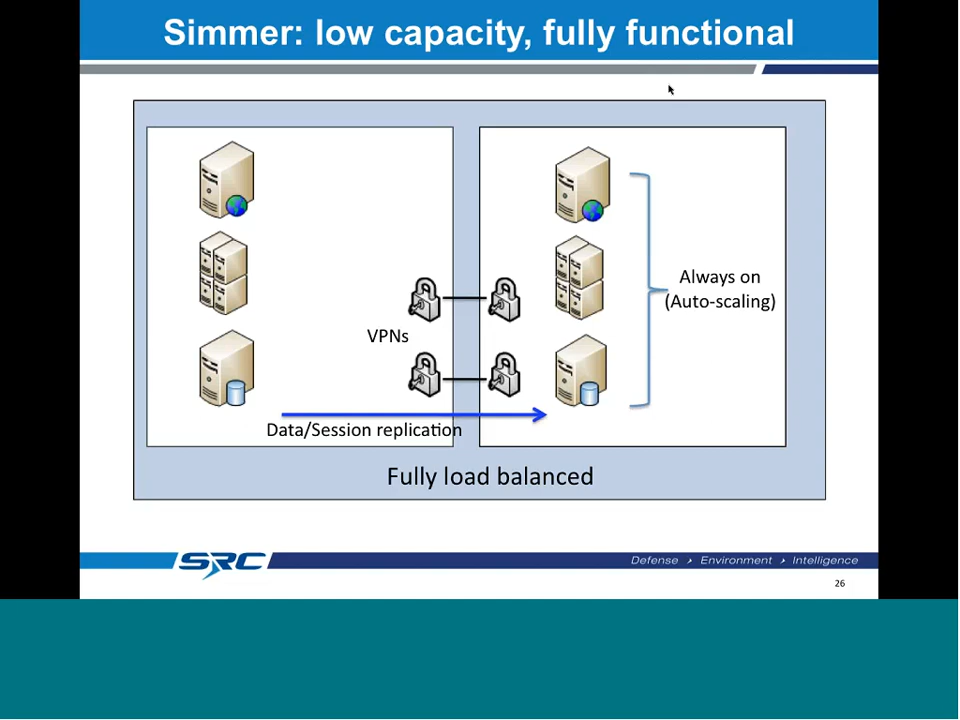 Simmer: low capacity, fully functional
Always on
(Auto-scaling)
VPNs
Data/Session replication
Fully load balanced
SRC
Defense › Environment › Intelligence
26